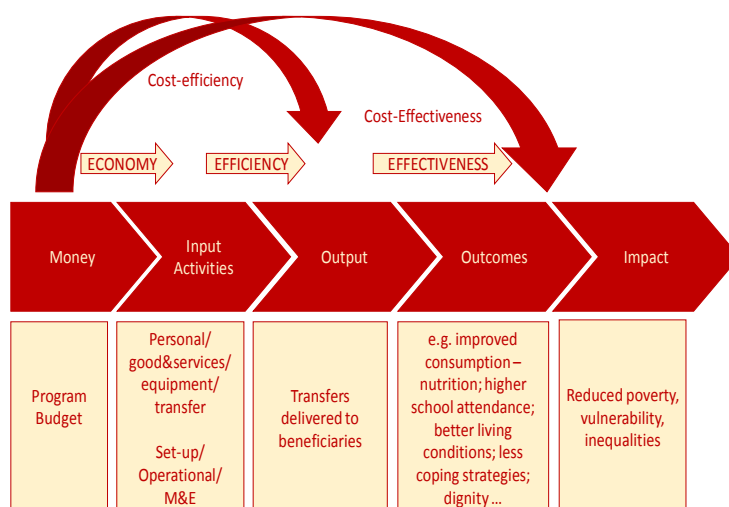 Cost-efficiency
Cost-Effectiveness
ECONOMY
EFFICIENCY
EFFECTIVENESS
Money
Input
Activities
Output
Outcomes
Impact
Program
Budget
Personal/
good&services/
equipment/
transfer
Set-up/
Operational/
M&E
Transfers
delivered to
beneficiaries
e.g. improved
consumption –
nutrition; higher
school attendance;
better living
conditions; less
coping strategies;
dignity ...
Reduced poverty,
vulnerability,
inequalities